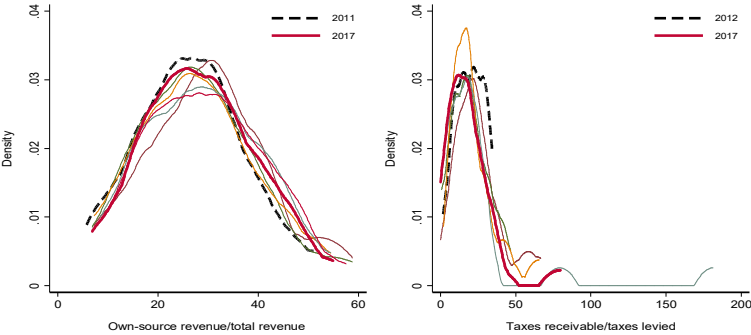 .04
.03
.02
.01
0
Density
0 20 40 60
Own-source revenue/total revenue
2011
2017
.04
.03
.02
.01
0
Density
0 50 100 150 200
Taxes receivable/taxes levied
2012
2017